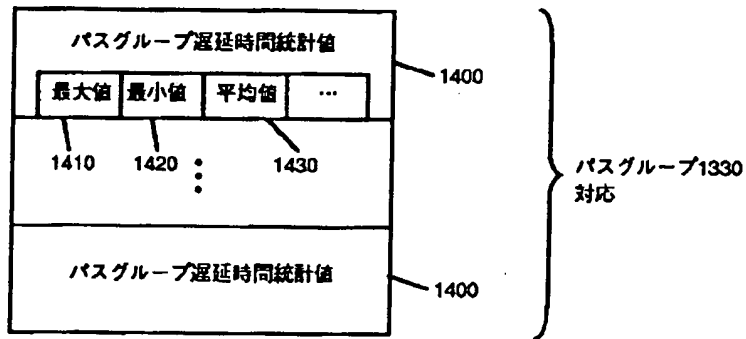 パスグループ遅延時間統計値
1400
最大値 最小値 平均値 …
1410 1420 1430
パスグループ1330
対応
パスグループ遅延時間統計値
1400